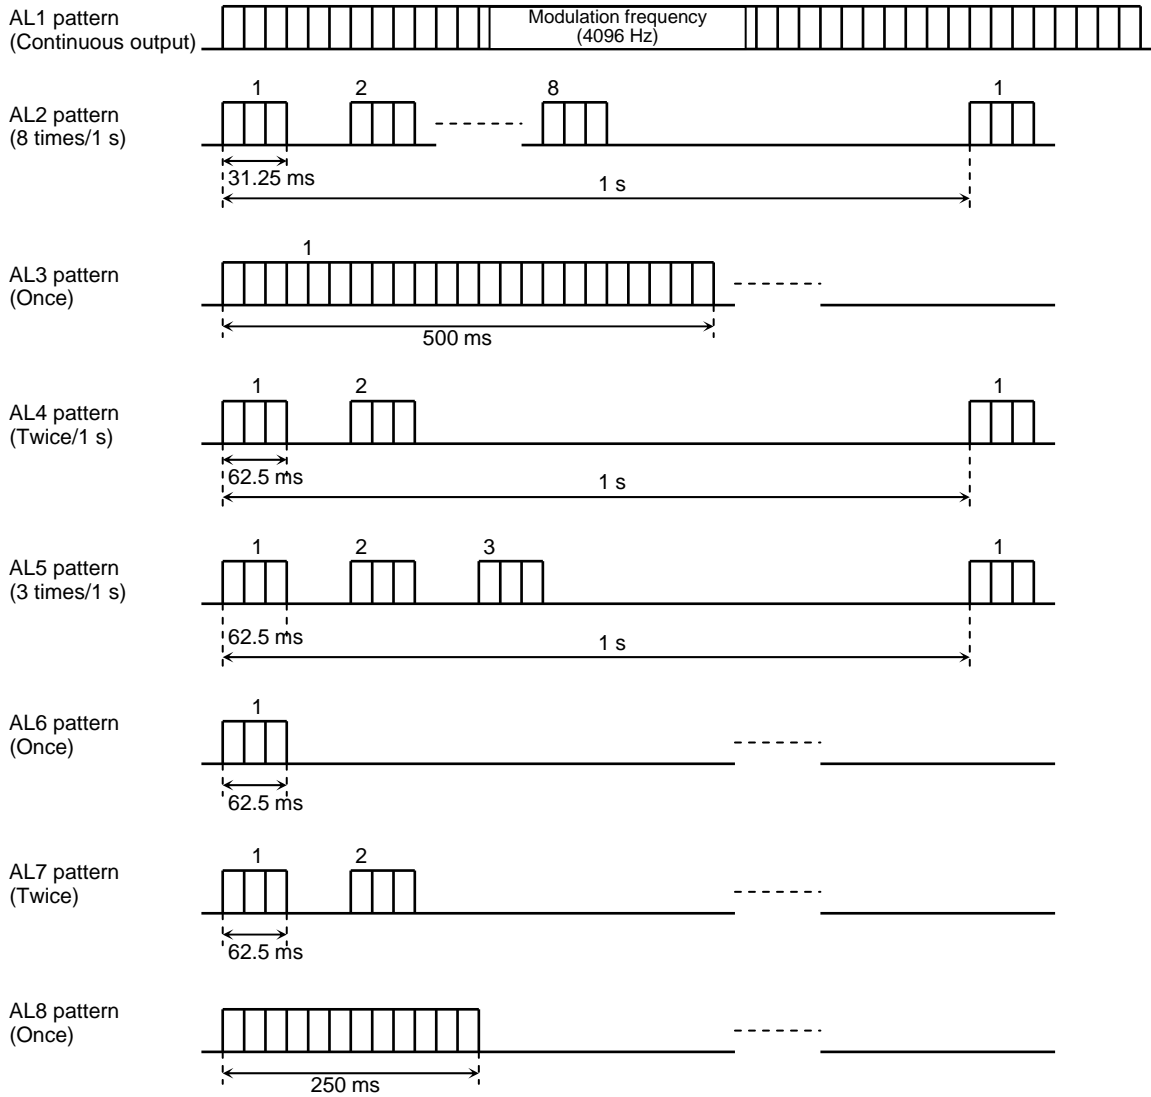 AL1 pattern
(Continuous output)
Modulation frequency
(4096 Hz)
AL2 pattern
(8 times/1 s)
1
2
8
1
31.25 ms
1 s
AL3 pattern
(Once)
1
500 ms
AL4 pattern
(Twice/1 s)
1
2
1
62.5 ms
1 s
AL5 pattern
(3 times/1 s)
1
2
3
1
62.5 ms
1 s
AL6 pattern
(Once)
1
62.5 ms
AL7 pattern
(Twice)
1
2
62.5 ms
AL8 pattern
(Once)
250 ms